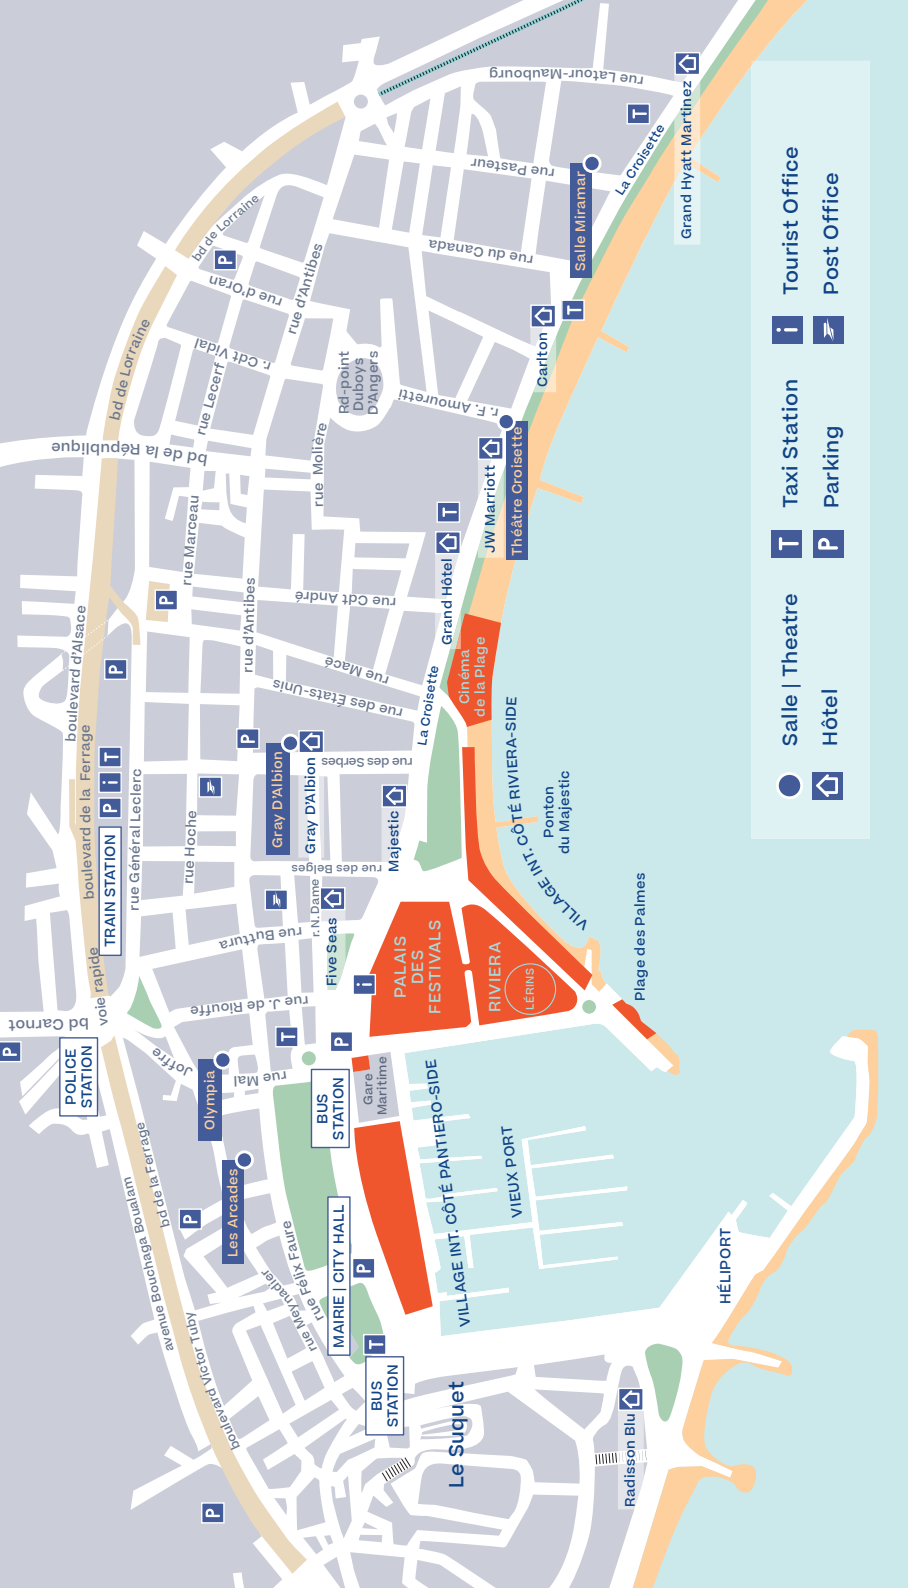 bd Carnot
POLICE
STATION
voie rapide
boulevard de la Ferrage
boulevard d'Alsace
bd de Lorraine
bd de Lorraine
TRAIN STATION
P
i
T
rue Général Leclerc
rue Hoche
rue Marceau
rue Lecerf
bd de la République
r. Cdt Vidal
rue d'Oran
rue d'Antibes
rue d'Antibes
rue Molière
Rd-point
Duboys
D'Angers
r. F. Amouretti
rue du Canada
rue Pasteur
rue Latour-Maubourg
avenue Bouchaga Boualam
bd de la Ferrage
boulevard Victor Tuby
Joffre
Olympia
Les Arcades
rue Mal
rue J. de Riouffe
rue Buttura
r. N. Dame
rue des Belges
rue des Serbes
rue des États-Unis
rue Macé
rue Cdt André
Gray D'Albion
Gray D'Albion
Five Seas
Majestic
La Croisette
Grand Hôtel
JW Marriott
Théâtre Croisette
Carlton
Salle Miramar
La Croisette
Grand Hyatt Martinez
rue Meynadier
rue Félix Faure
MAIRIE | CITY HALL
BUS
STATION
BUS
STATION
Gare
Maritime
PALAIS
DES
FESTIVALS
RIVIERA
LÉRINS
Cinéma
de la Plage
VILLAGE INT. CÔTÉ RIVIERA-SIDE
Ponton
du Majestic
Plage des Palmes
VILLAGE INT. CÔTÉ PANTIERO-SIDE
VIEUX PORT
Le Suquet
Radisson Blu
HÉLIPORT
P
P
P
P
P
P
P
P
P
T
T
T
T
T
i
Salle | Theatre
T Taxi Station
i Tourist Office
Hôtel
P Parking
Post Office